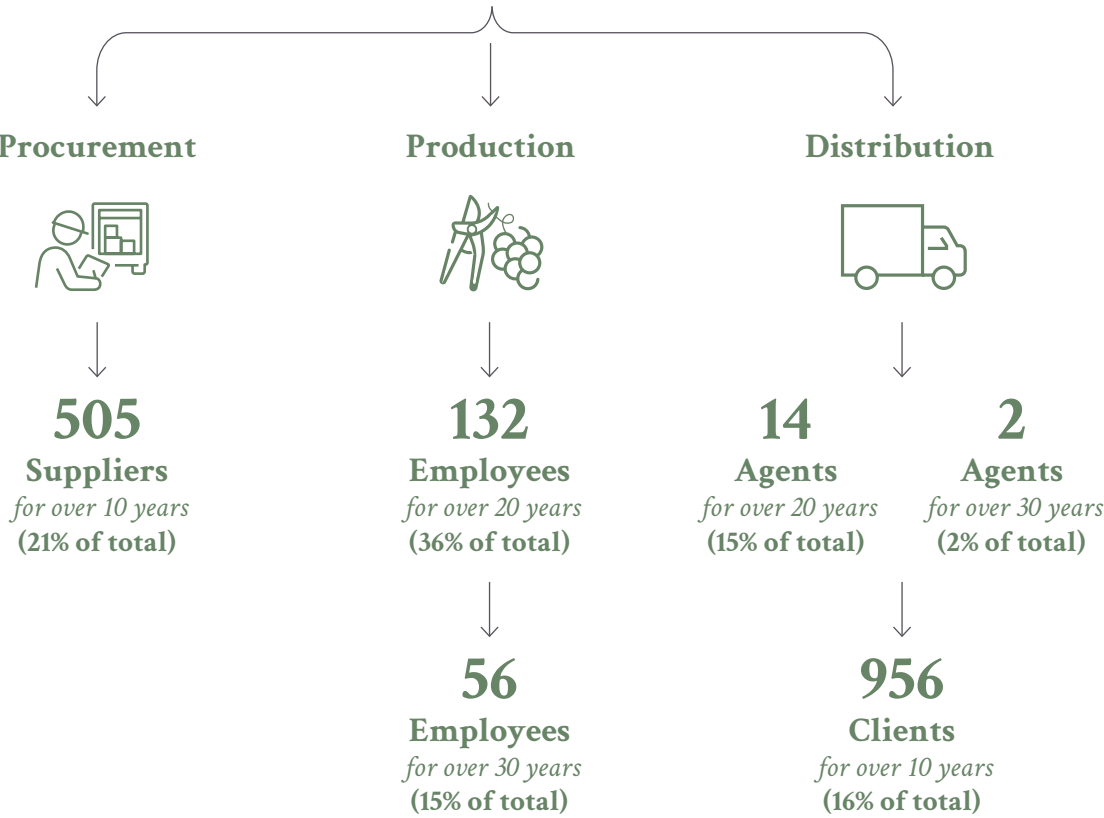 Procurement
Production
Distribution
505
Suppliers
for over 10 years
(21% of total)
132
Employees
for over 20 years
(36% of total)
14
Agents
for over 20 years
(15% of total)
2
Agents
for over 30 years
(2% of total)
56
Employees
for over 30 years
(15% of total)
956
Clients
for over 10 years
(16% of total)